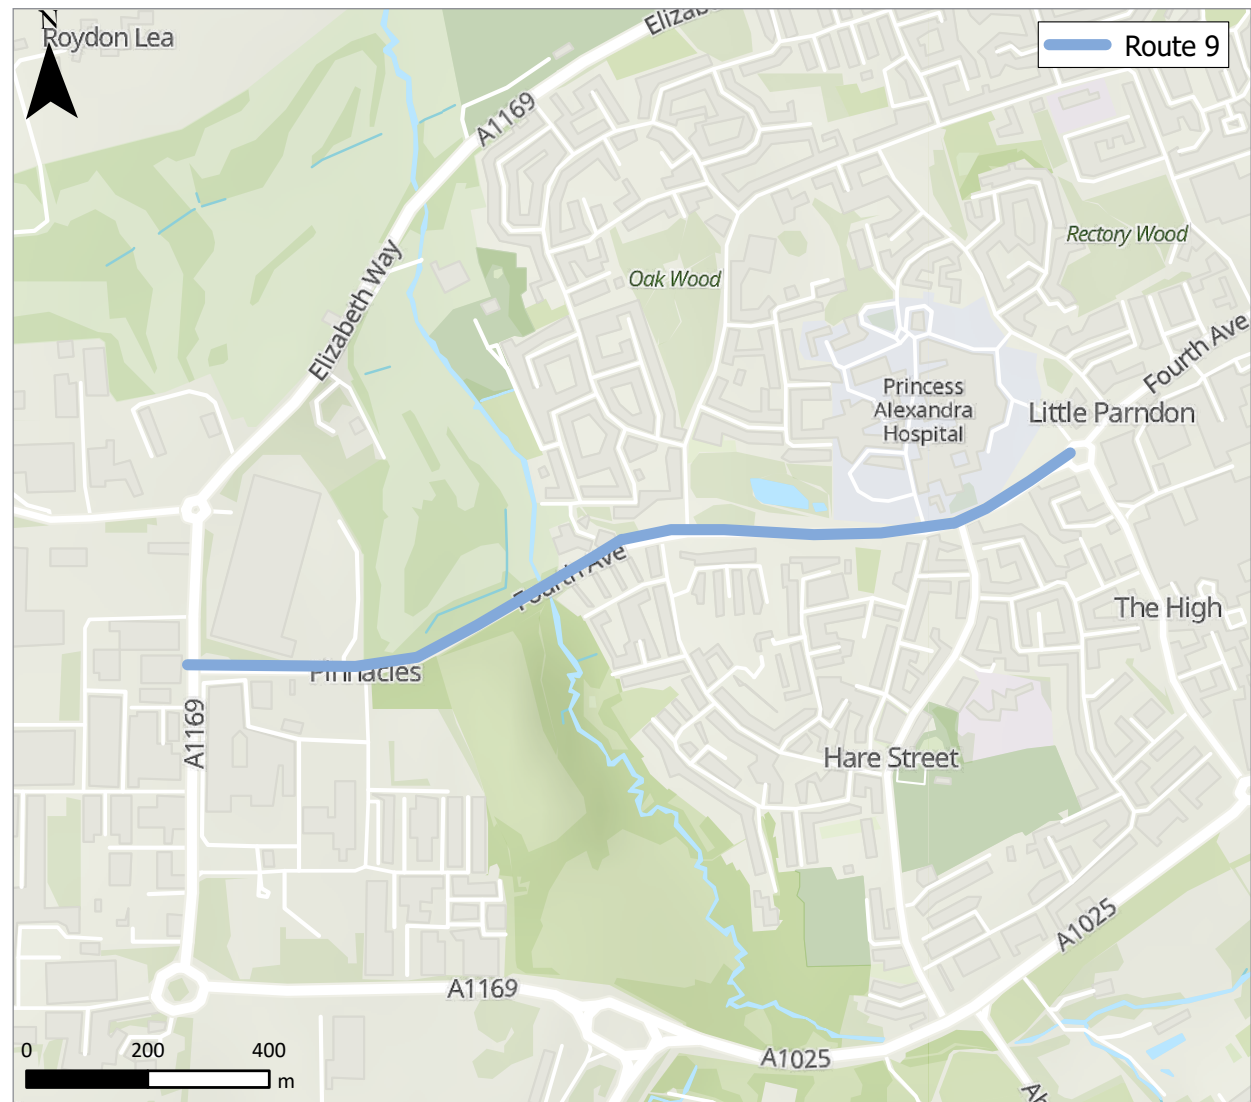 N
Roydon Lea
Elizab
Route 9
A1169
Rectory Wood
Oak Wood
Elizabeth Way
Fourth Ave
Princess
Alexandra
Hospital
Little Parndon
Fourth Ave
The High
Pinnacles
A1169
Hare Street
A1025
A1169
A1025
0 200 400
m